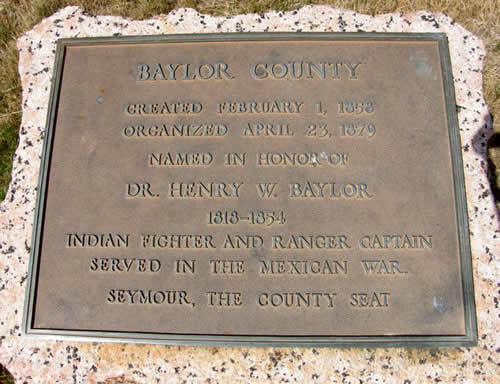 BAYLOR COUNTY
CREATED FEBRUARY 1, 1858
ORGANIZED APRIL 23, 1879
NAMED IN HONOR OF
DR. HENRY W. BAYLOR
1818-1854
INDIAN FIGHTER AND RANGER CAPTAIN
SERVED IN THE MEXICAN WAR.
SEYMOUR, THE COUNTY SEAT